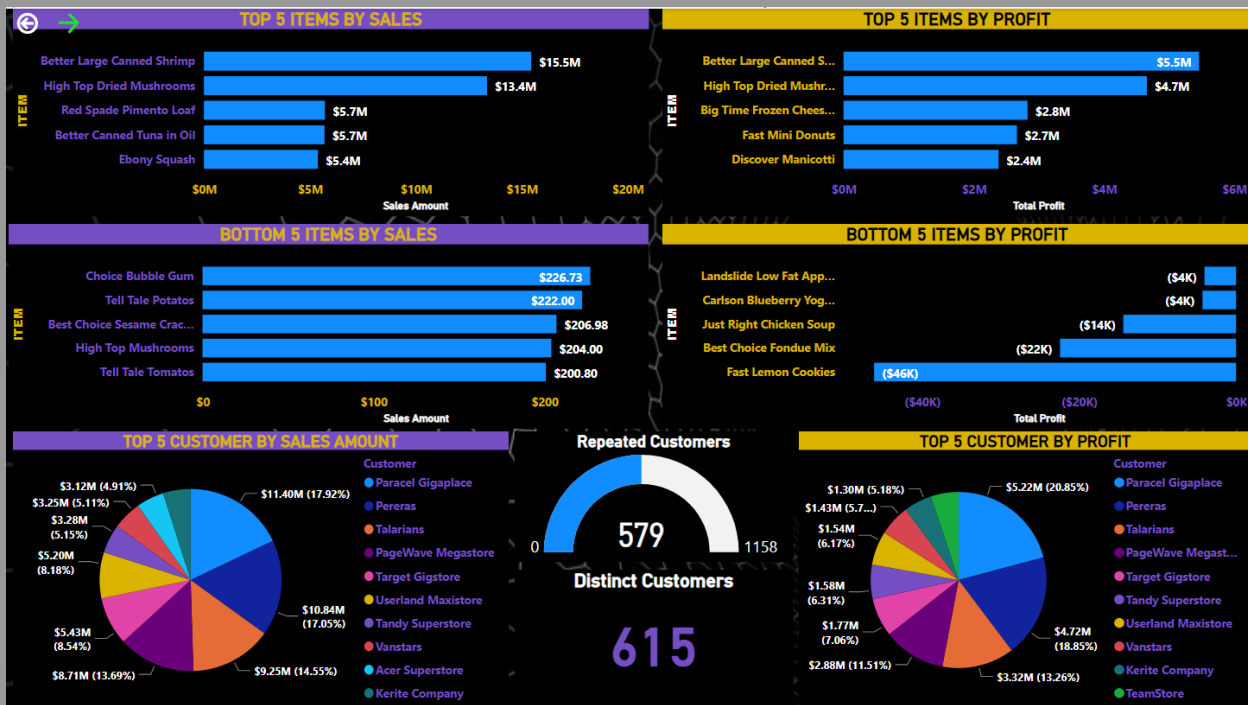 TOP 5 ITEMS BY SALES
ITEM
Better Large Canned Shrimp $15.5M
High Top Dried Mushrooms $13.4M
Red Spade Pimento Loaf $5.7M
Better Canned Tuna in Oil $5.7M
Ebony Squash $5.4M
$0M $5M $10M $15M $20M
Sales Amount
TOP 5 ITEMS BY PROFIT
ITEM
Better Large Canned S... $5.5M
High Top Dried Mushr... $4.7M
Big Time Frozen Chees... $2.8M
Fast Mini Donuts $2.7M
Discover Manicotti $2.4M
$0M $2M $4M $6M
Total Profit
BOTTOM 5 ITEMS BY SALES
ITEM
Choice Bubble Gum $226.73
Tell Tale Potatos $222.00
Best Choice Sesame Crac... $206.98
High Top Mushrooms $204.00
Tell Tale Tomatos $200.80
$0 $100 $200
Sales Amount
BOTTOM 5 ITEMS BY PROFIT
ITEM
Landslide Low Fat App... ($4K)
Carlson Blueberry Yog... ($4K)
Just Right Chicken Soup ($14K)
Best Choice Fondue Mix ($22K)
Fast Lemon Cookies ($46K)
($40K) ($20K) $0K
Total Profit
TOP 5 CUSTOMER BY SALES AMOUNT
$11.40M (17.92%)
$10.84M
(17.05%)
$9.25M (14.55%)
$8.71M (13.69%)
$5.43M
(8.54%)
$5.20M
(8.18%)
$3.28M
(5.15%)
$3.25M (5.11%)
$3.12M (4.91%)
Customer
Paracel Gigaplace
Pereras
Talarians
PageWave Megastore
Target Gigstore
Userland Maxistore
Tandy Superstore
Vanstars
Acer Superstore
Kerite Company
Repeated Customers
579
0 1158
Distinct Customers
615
TOP 5 CUSTOMER BY PROFIT
$5.22M (20.85%)
$4.72M
(18.85%)
$3.32M (13.26%)
$2.88M (11.51%)
$1.77M
(7.06%)
$1.58M
(6.31%)
$1.54M
(6.17%)
$1.43M (5.7...)
$1.30M (5.18%)
Customer
Paracel Gigaplace
Pereras
Talarians
PageWave Megast...
Target Gigstore
Tandy Superstore
Userland Maxistore
Vanstars
Kerite Company
TeamStore